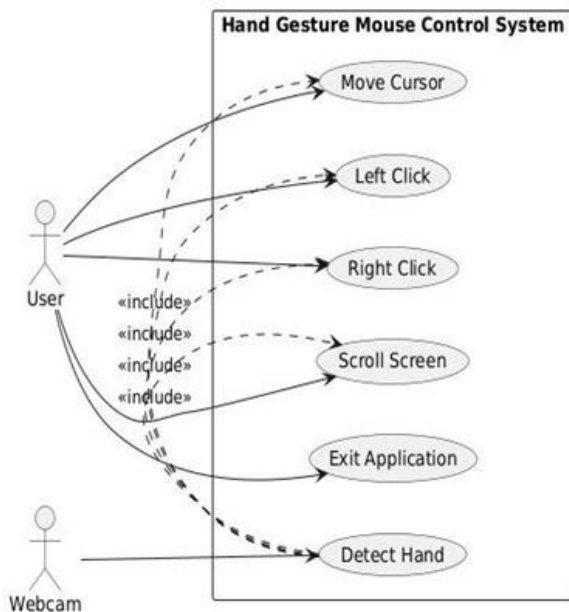 Hand Gesture Mouse Control System
Move Cursor
Left Click
Right Click
User
«include»
«include»
«include»
«include»
Scroll Screen
Exit Application
Detect Hand
Webcam